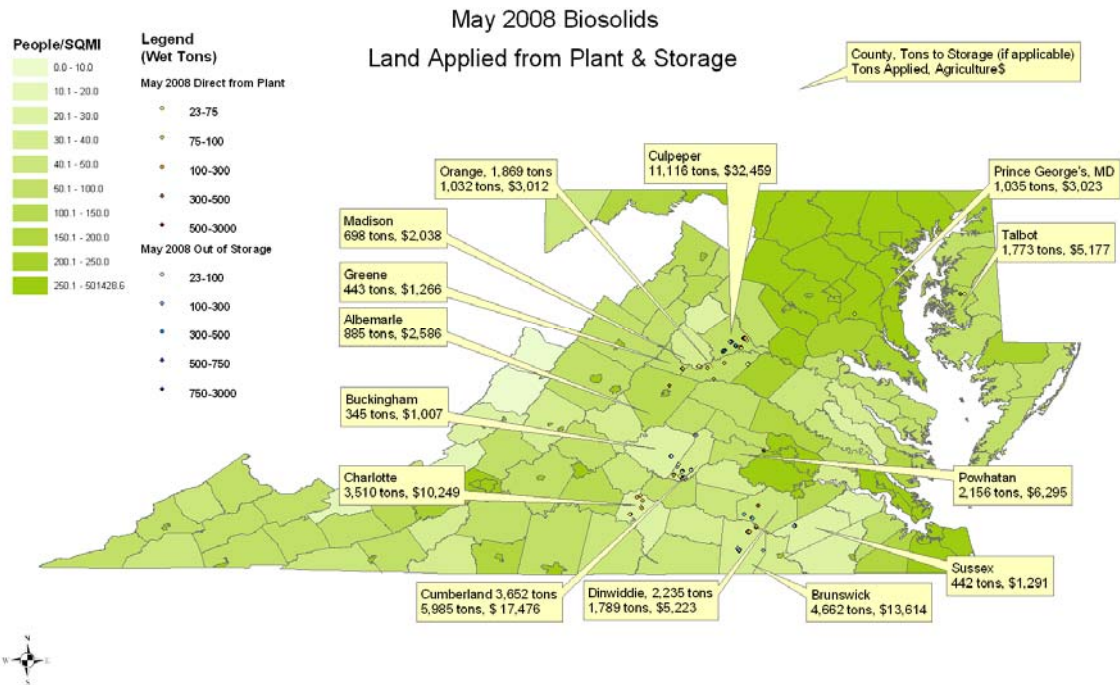 May 2008 Biosolids
Land Applied from Plant & Storage
People/SQMI
0.0 - 10.0
10.1 - 20.0
20.1 - 30.0
30.1 - 40.0
40.1 - 50.0
50.1 - 100.0
100.1 - 150.0
150.1 - 200.0
200.1 - 250.0
250.1 - 501428.6
Legend
(Wet Tons)
May 2008 Direct from Plant
23-75
75-100
100-300
300-500
500-3000
May 2008 Out of Storage
23-100
100-300
300-500
500-750
750-3000
County, Tons to Storage (if applicable)
Tons Applied, Agriculture$
Orange, 1,869 tons
1,032 tons, $3,012
Culpeper
11,116 tons, $32,459
Prince George's, MD
1,035 tons, $3,023
Madison
698 tons, $2,038
Talbot
1,773 tons, $5,177
Greene
443 tons, $1,266
Albemarle
885 tons, $2,586
Buckingham
345 tons, $1,007
Charlotte
3,510 tons, $10,249
Powhatan
2,156 tons, $6,295
Sussex
442 tons, $1,291
Cumberland 3,652 tons
5,985 tons, $ 17,476
Dinwiddie, 2,235 tons
1,789 tons, $5,223
Brunswick
4,662 tons, $13,614
N
W E
S